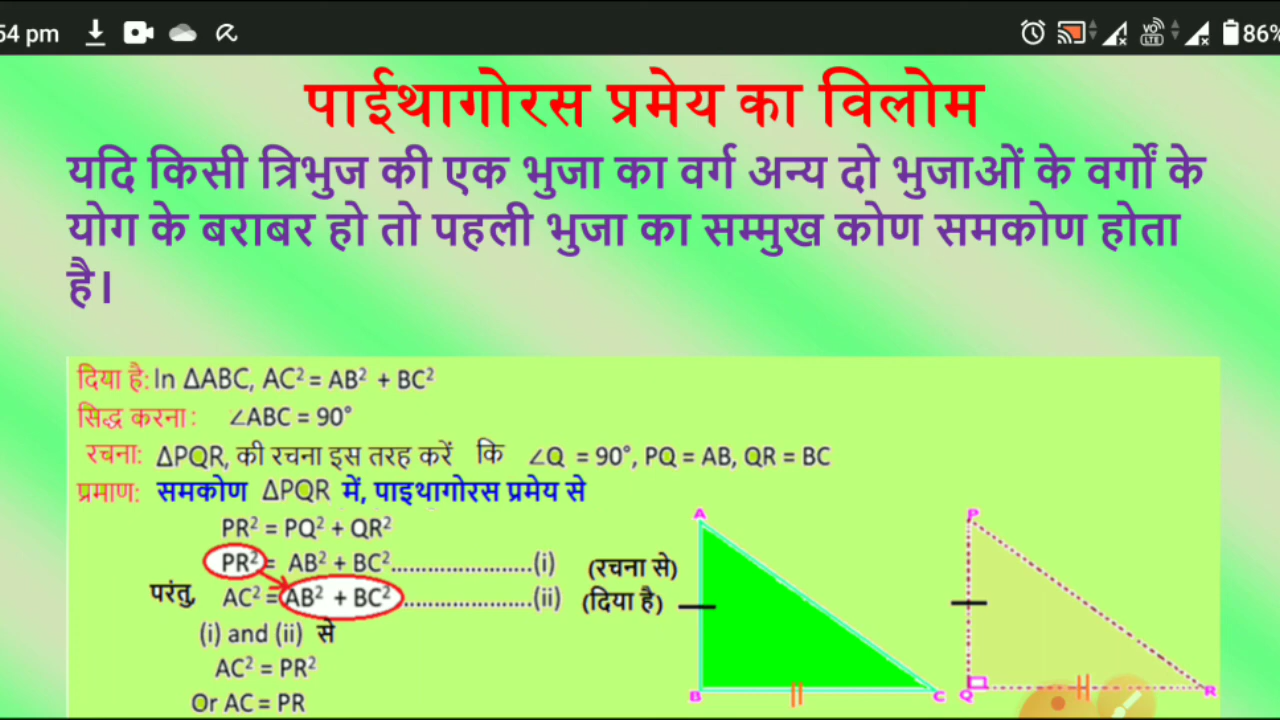 54 pm
VO
LTE
86%
पाईथागोरस प्रमेय का विलोम
यदि किसी त्रिभुज की एक भुजा का वर्ग अन्य दो भुजाओं के वर्गों के
योग के बराबर हो तो पहली भुजा का सम्मुख कोण समकोण होता
है।
दिया है: In ΔABC, AC² = AB² + BC²
सिद्ध करना: ∠ABC = 90°
रचना: ΔPQR, की रचना इस तरह करें कि ∠Q = 90°, PQ = AB, QR = BC
प्रमाण: समकोण ΔPQR में, पाइथागोरस प्रमेय से
PR² = PQ² + QR²
PR² = AB² + BC².......................(i) (रचना से)
परंतु, AC² = AB² + BC².....................(ii) (दिया है)
(i) and (ii) से
AC² = PR²
Or AC = PR
A
B
C
P
Q
R